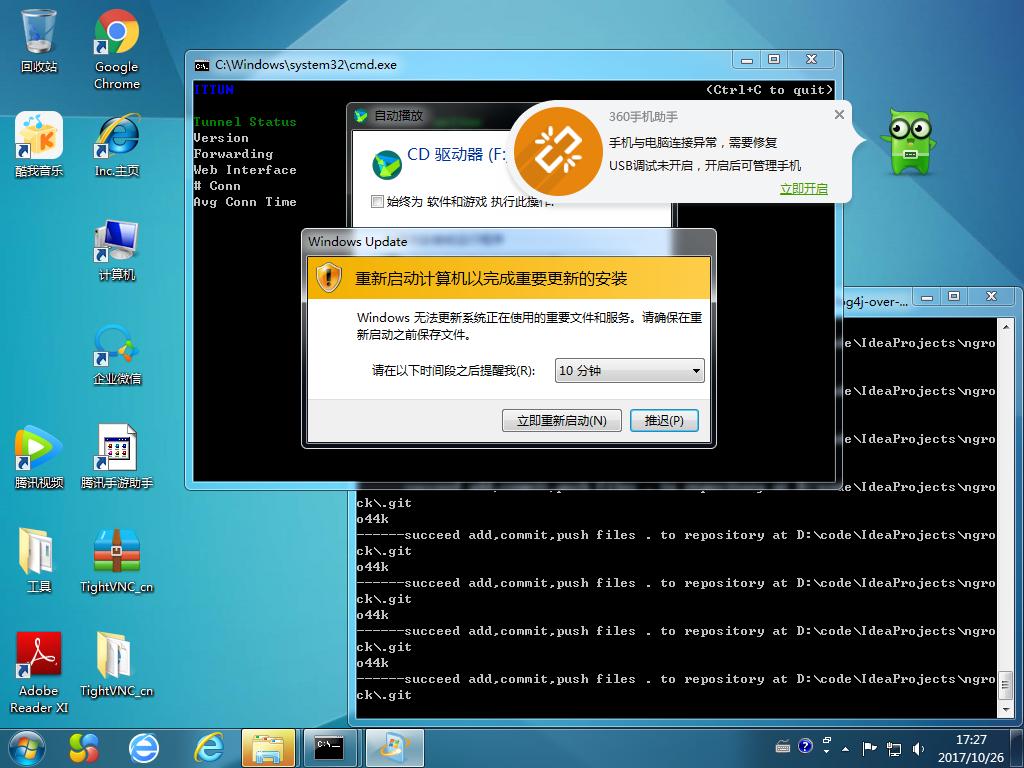 回收站
Google
Chrome
酷我音乐
Inc.主页
计算机
企业微信
腾讯视频
腾讯手游助手
工具
TightVNC_cn
Adobe
Reader XI
TightVNC_cn
C:\Windows\system32\cmd.exe
(Ctrl+C to quit)
Tunnel Status
Version
Forwarding
Web Interface
# Conn
Avg Conn Time
自动播放
CD 驱动器 (F:
始终为 软件和游戏 执行此操作:
360手机助手
手机与电脑连接异常，需要修复
USB调试未开启，开启后可管理手机
立即开启
Windows Update
重新启动计算机以完成重要更新的安装
Windows 无法更新系统正在使用的重要文件和服务。请确保在重
新启动之前保存文件。
请在以下时间段之后提醒我(R):
10 分钟
立即重新启动(N)
推迟(P)
og4j-over-...
de\IdeaProjects\ngro
de\IdeaProjects\ngro
de\IdeaProjects\ngro
add,commit,push files . to repository at D:\code\IdeaProjects\ngro
ck\.git
o44k
------succeed add,commit,push files . to repository at D:\code\IdeaProjects\ngro
ck\.git
o44k
------succeed add,commit,push files . to repository at D:\code\IdeaProjects\ngro
ck\.git
o44k
------succeed add,commit,push files . to repository at D:\code\IdeaProjects\ngro
ck\.git
o44k
------succeed add,commit,push files . to repository at D:\code\IdeaProjects\ngro
ck\.git
17:27
2017/10/26